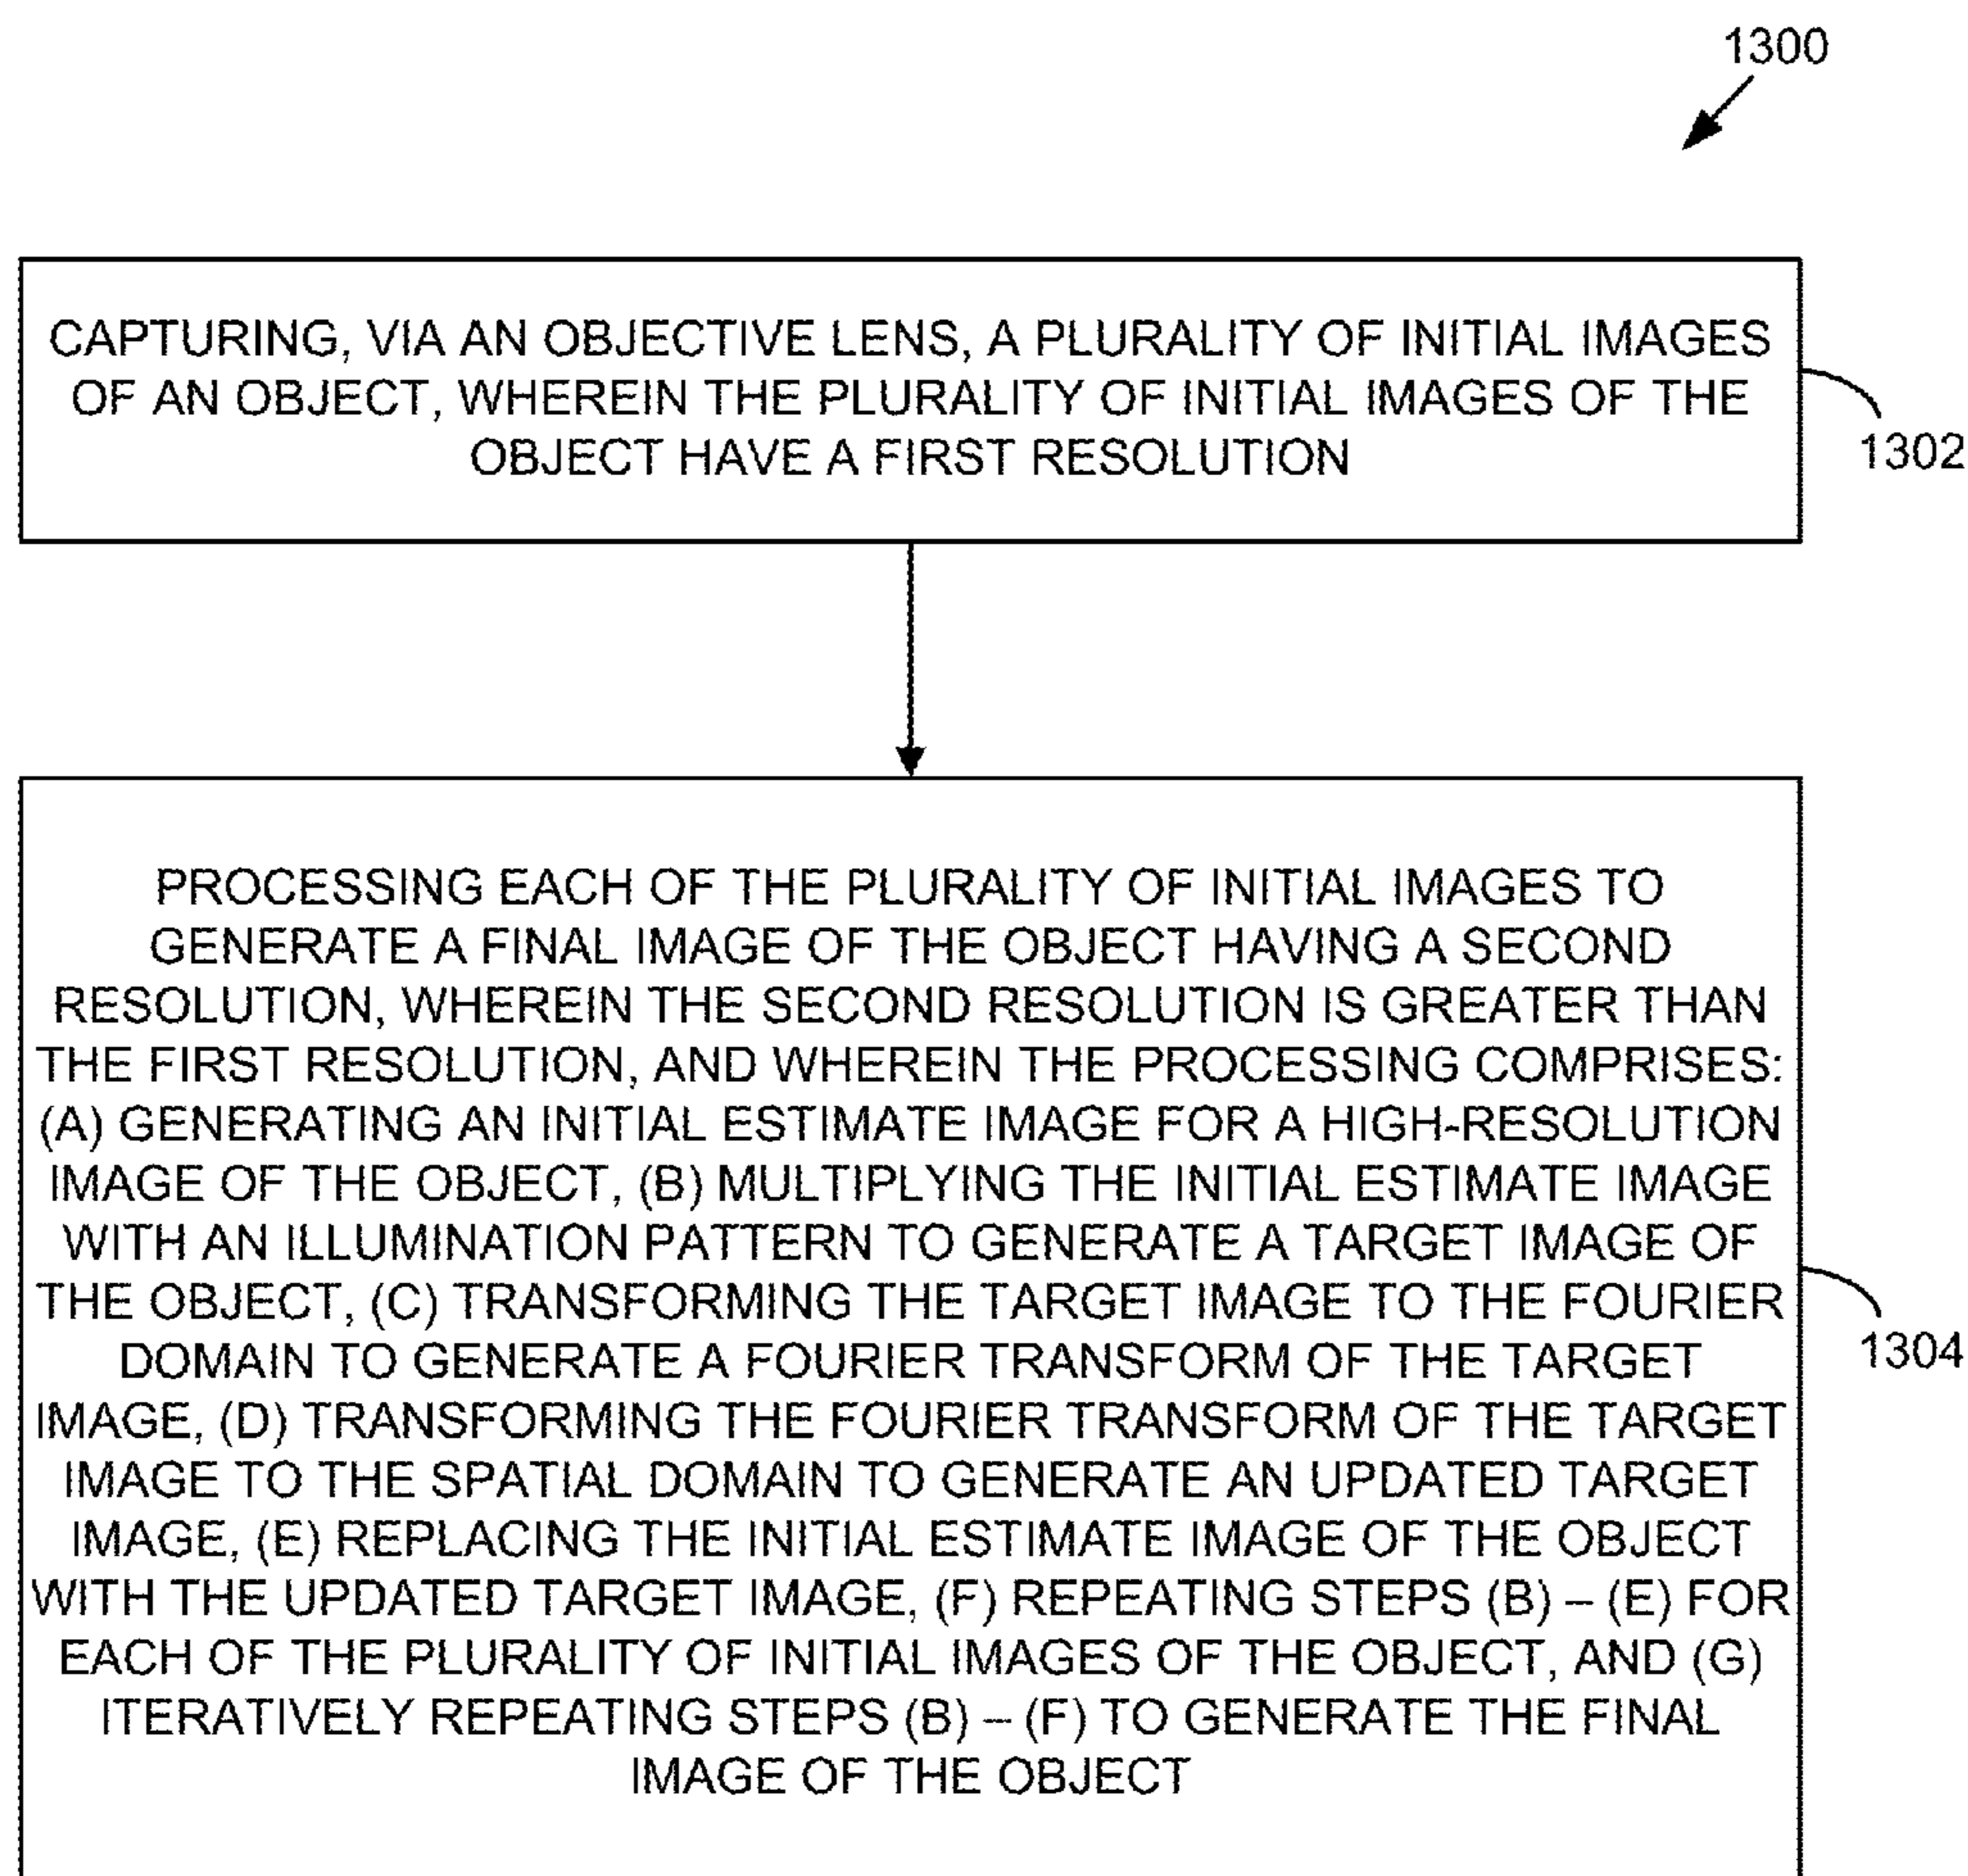 1300
CAPTURING, VIA AN OBJECTIVE LENS, A PLURALITY OF INITIAL IMAGES
OF AN OBJECT, WHEREIN THE PLURALITY OF INITIAL IMAGES OF THE
OBJECT HAVE A FIRST RESOLUTION
1302
PROCESSING EACH OF THE PLURALITY OF INITIAL IMAGES TO
GENERATE A FINAL IMAGE OF THE OBJECT HAVING A SECOND
RESOLUTION, WHEREIN THE SECOND RESOLUTION IS GREATER THAN
THE FIRST RESOLUTION, AND WHEREIN THE PROCESSING COMPRISES:
(A) GENERATING AN INITIAL ESTIMATE IMAGE FOR A HIGH-RESOLUTION
IMAGE OF THE OBJECT, (B) MULTIPLYING THE INITIAL ESTIMATE IMAGE
WITH AN ILLUMINATION PATTERN TO GENERATE A TARGET IMAGE OF
THE OBJECT, (C) TRANSFORMING THE TARGET IMAGE TO THE FOURIER
DOMAIN TO GENERATE A FOURIER TRANSFORM OF THE TARGET
IMAGE, (D) TRANSFORMING THE FOURIER TRANSFORM OF THE TARGET
IMAGE TO THE SPATIAL DOMAIN TO GENERATE AN UPDATED TARGET
IMAGE, (E) REPLACING THE INITIAL ESTIMATE IMAGE OF THE OBJECT
WITH THE UPDATED TARGET IMAGE, (F) REPEATING STEPS (B) – (E) FOR
EACH OF THE PLURALITY OF INITIAL IMAGES OF THE OBJECT, AND (G)
ITERATIVELY REPEATING STEPS (B) – (F) TO GENERATE THE FINAL
IMAGE OF THE OBJECT
1304